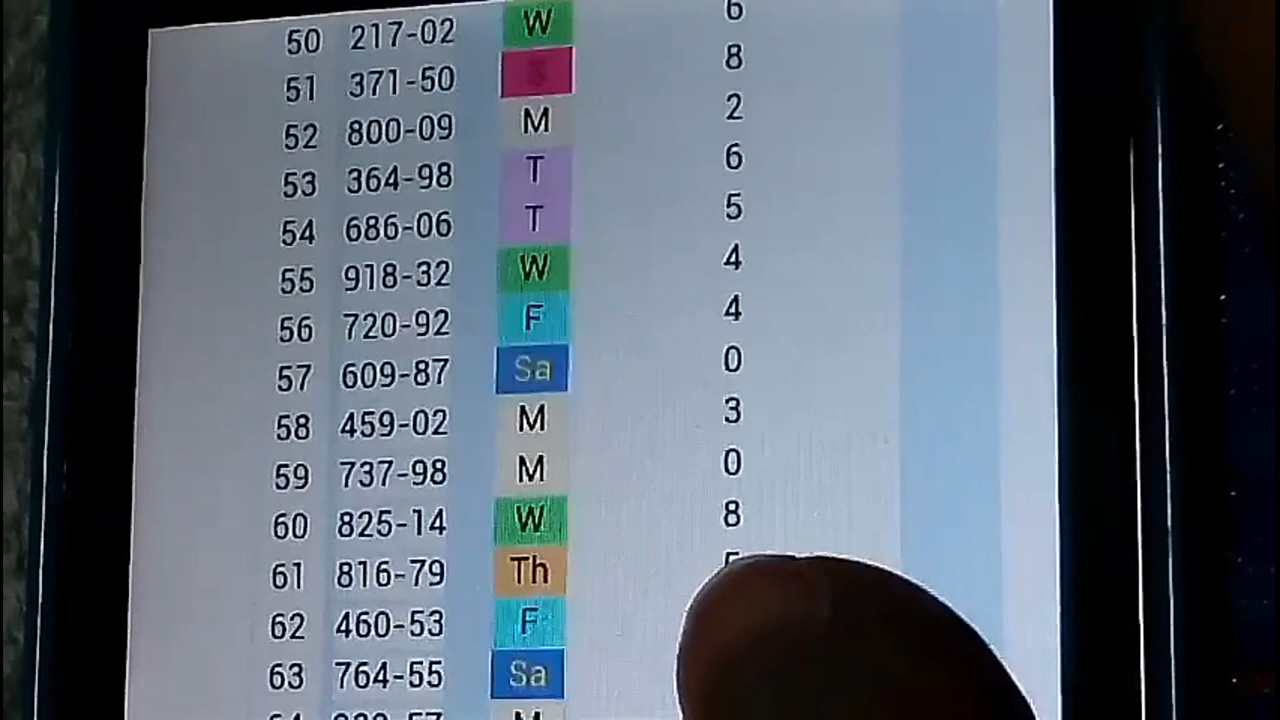 50 217-02 W 6
51 371-50 S 8
52 800-09 M 2
53 364-98 T 6
54 686-06 T 5
55 918-32 W 4
56 720-92 F 4
57 609-87 Sa 0
58 459-02 M 3
59 737-98 M 0
60 825-14 W 8
61 816-79 Th
62 460-53 F
63 764-55 Sa